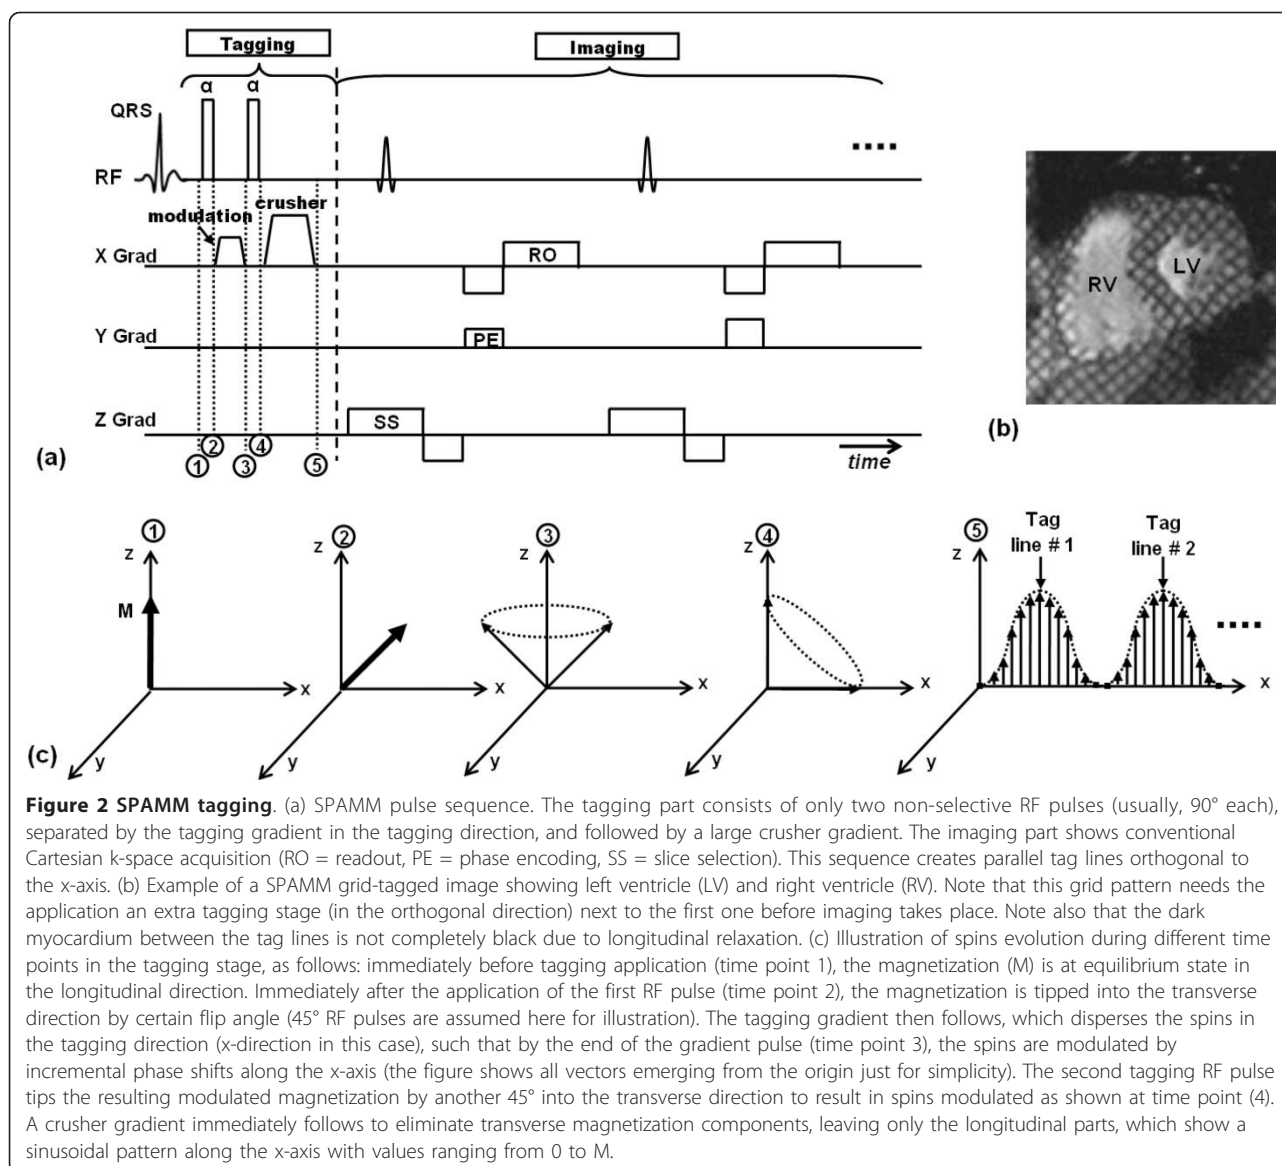 Tagging
Imaging
α α
QRS
RF
modulation
crusher
X Grad
RO
Y Grad
PE
Z Grad
SS
(a)
① ② ③ ④ ⑤
time
RV
LV
(b)
① ② ③ ④ ⑤
z
M
x
y
z
x
y
z
x
y
z
x
y
z
Tag
line # 1
Tag
line # 2
x
y
(c)
Figure 2 SPAMM tagging. (a) SPAMM pulse sequence. The tagging part consists of only two non-selective RF pulses (usually, 90° each),
separated by the tagging gradient in the tagging direction, and followed by a large crusher gradient. The imaging part shows conventional
Cartesian k-space acquisition (RO = readout, PE = phase encoding, SS = slice selection). This sequence creates parallel tag lines orthogonal to
the x-axis. (b) Example of a SPAMM grid-tagged image showing left ventricle (LV) and right ventricle (RV). Note that this grid pattern needs the
application an extra tagging stage (in the orthogonal direction) next to the first one before imaging takes place. Note also that the dark
myocardium between the tag lines is not completely black due to longitudinal relaxation. (c) Illustration of spins evolution during different time
points in the tagging stage, as follows: immediately before tagging application (time point 1), the magnetization (M) is at equilibrium state in
the longitudinal direction. Immediately after the application of the first RF pulse (time point 2), the magnetization is tipped into the transverse
direction by certain flip angle (45° RF pulses are assumed here for illustration). The tagging gradient then follows, which disperses the spins in
the tagging direction (x-direction in this case), such that by the end of the gradient pulse (time point 3), the spins are modulated by
incremental phase shifts along the x-axis (the figure shows all vectors emerging from the origin just for simplicity). The second tagging RF pulse
tips the resulting modulated magnetization by another 45° into the transverse direction to result in spins modulated as shown at time point (4).
A crusher gradient immediately follows to eliminate transverse magnetization components, leaving only the longitudinal parts, which show a
sinusoidal pattern along the x-axis with values ranging from 0 to M.